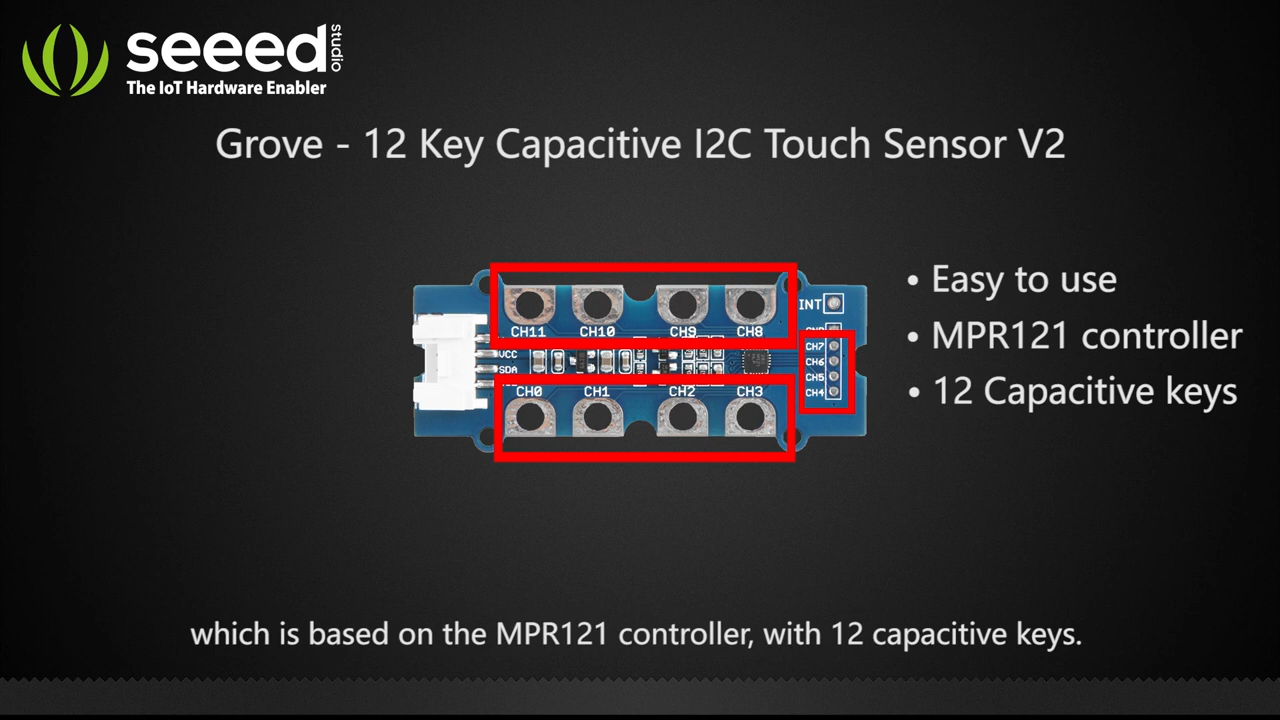 seeed
studio
The IoT Hardware Enabler
Grove - 12 Key Capacitive I2C Touch Sensor V2
CH11 CH10 CH9 CH8
INT
CH7
CH6
CH5
CH4
VCC
SDA
CH0 CH1 CH2 CH3
• Easy to use
• MPR121 controller
• 12 Capacitive keys
which is based on the MPR121 controller, with 12 capacitive keys.